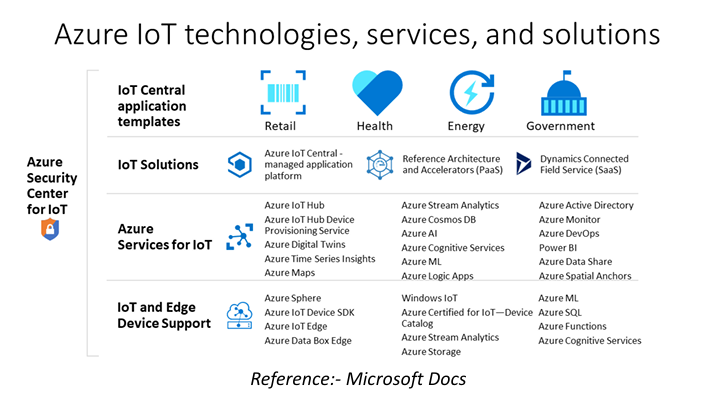 Azure IoT technologies, services, and solutions
Azure
Security
Center
for IoT
IoT Central
application
templates
Retail
Health
Energy
Government
IoT Solutions
Azure IoT Central -
managed application
platform
Reference Architecture
and Accelerators (PaaS)
Dynamics Connected
Field Service (SaaS)
Azure
Services for IoT
Azure IoT Hub
Azure IoT Hub Device
Provisioning Service
Azure Digital Twins
Azure Time Series Insights
Azure Maps
Azure Stream Analytics
Azure Cosmos DB
Azure AI
Azure Cognitive Services
Azure ML
Azure Logic Apps
Azure Active Directory
Azure Monitor
Azure DevOps
Power BI
Azure Data Share
Azure Spatial Anchors
IoT and Edge
Device Support
Azure Sphere
Azure IoT Device SDK
Azure IoT Edge
Azure Data Box Edge
Windows IoT
Azure Certified for IoT—Device
Catalog
Azure Stream Analytics
Azure Storage
Azure ML
Azure SQL
Azure Functions
Azure Cognitive Services
Reference:- Microsoft Docs